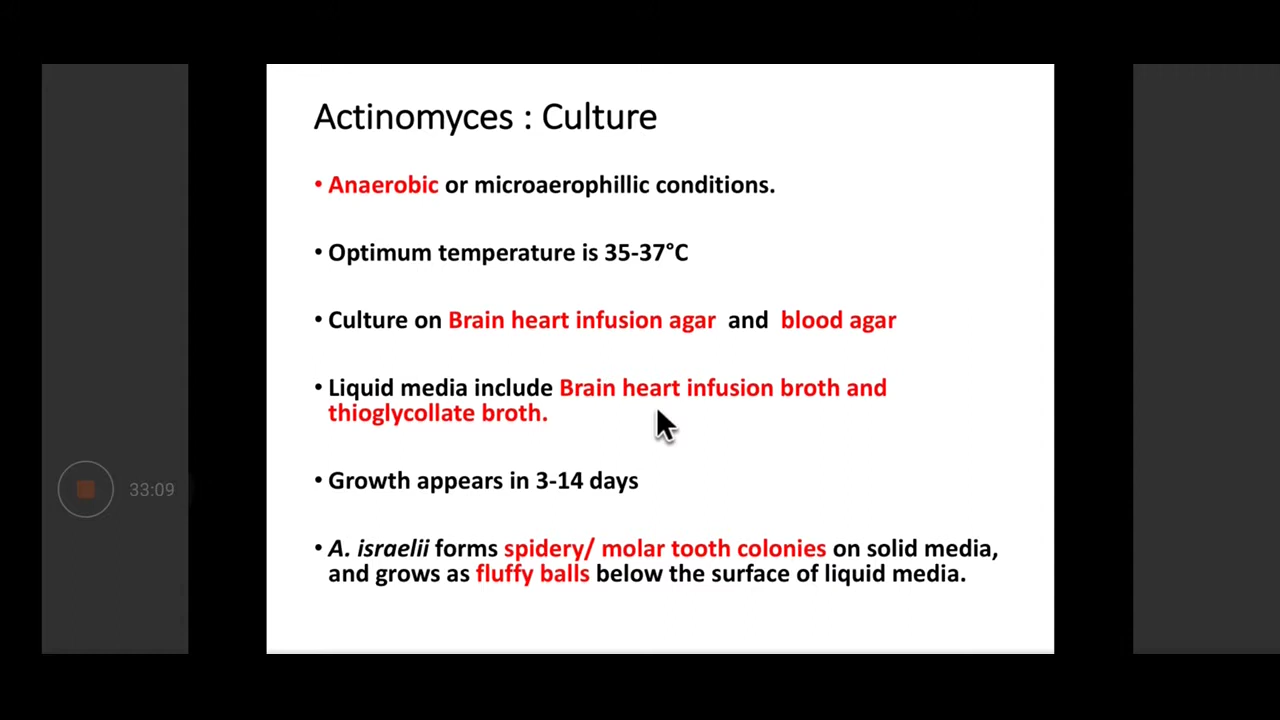 Actinomyces : Culture
• Anaerobic or microaerophillic conditions.
• Optimum temperature is 35-37°C
• Culture on Brain heart infusion agar and blood agar
• Liquid media include Brain heart infusion broth and
thioglycollate broth.
33:09
• Growth appears in 3-14 days
• A. israelii forms spidery/ molar tooth colonies on solid media,
and grows as fluffy balls below the surface of liquid media.